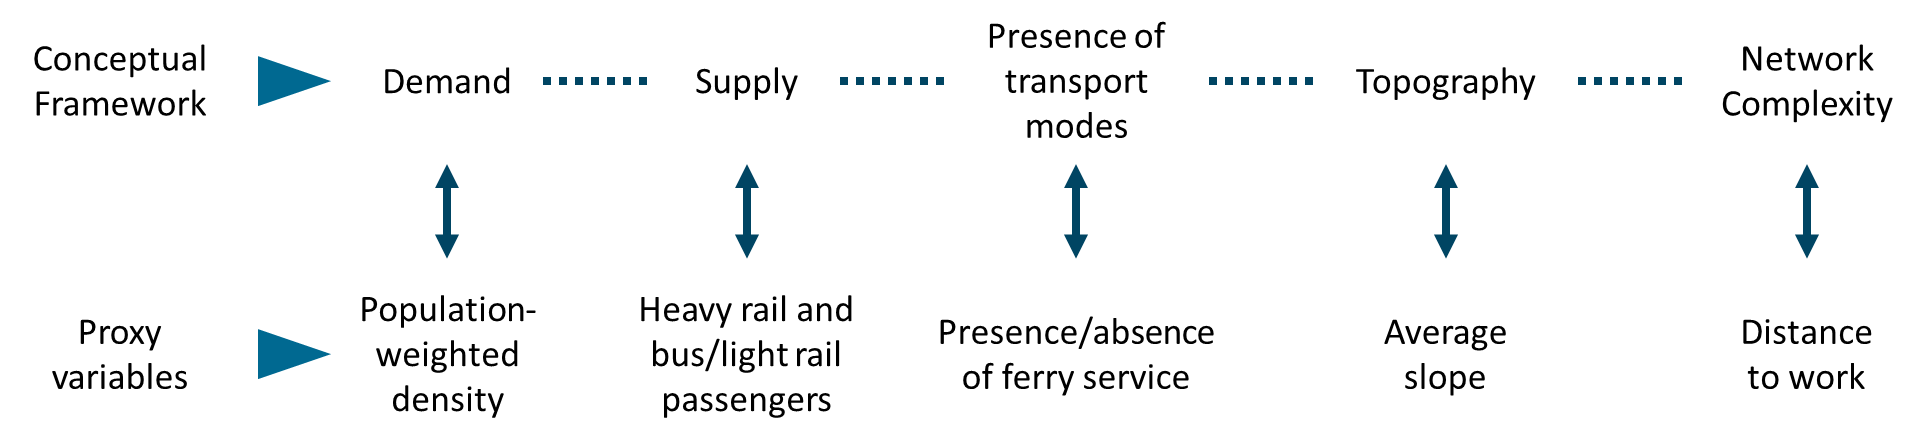 Conceptual
Framework
Demand
Supply
Presence of
transport
modes
Topography
Network
Complexity
Proxy
variables
Population-
weighted
density
Heavy rail and
bus/light rail
passengers
Presence/absence
of ferry service
Average
slope
Distance
to work